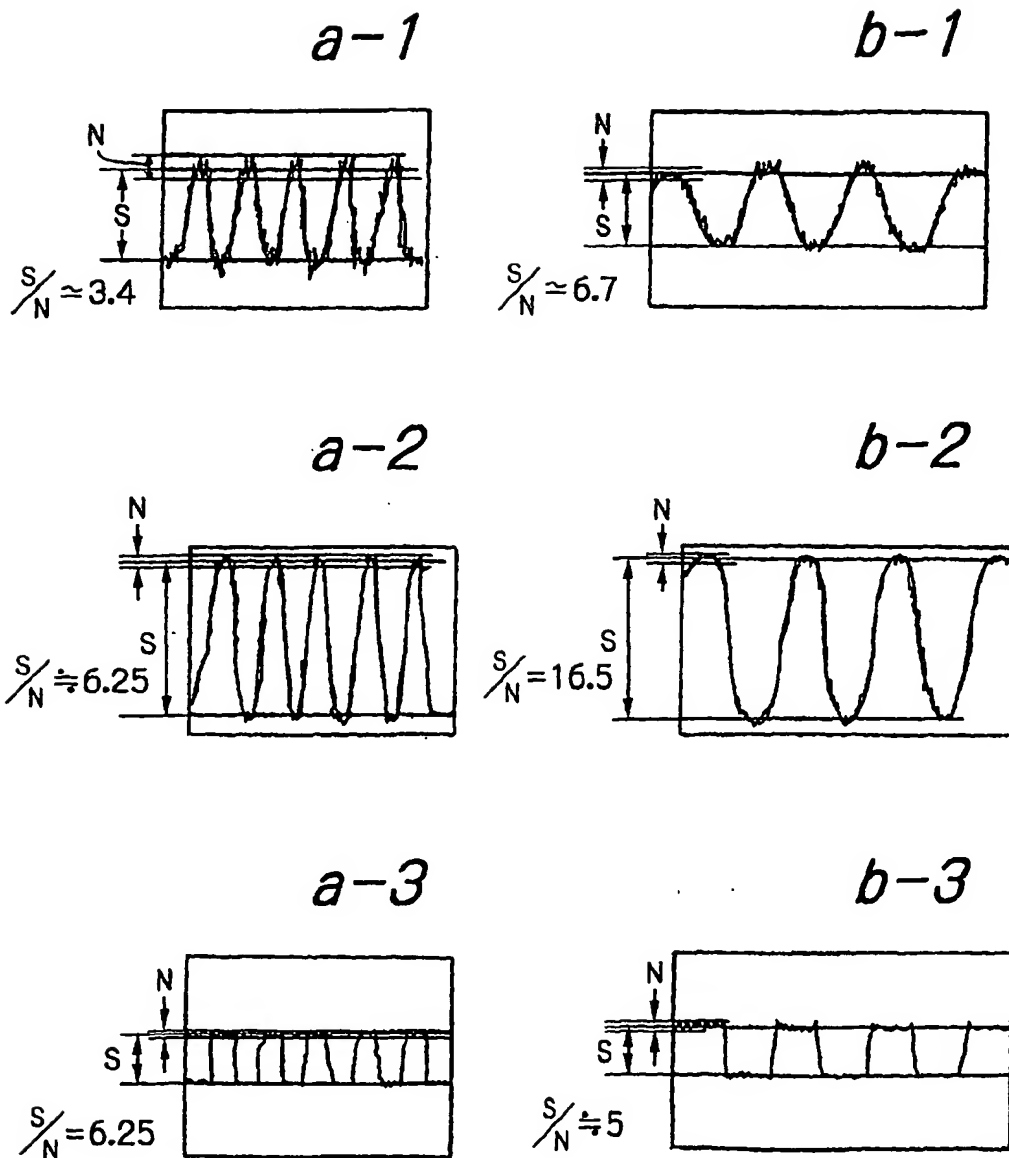 a-1
N
S
S/N ≃ 3.4
b-1
N
S
S/N ≃ 6.7
a-2
N
S
S/N ≒ 6.25
b-2
N
S
S/N = 16.5
a-3
N
S
S/N = 6.25
b-3
N
S
S/N ≒ 5